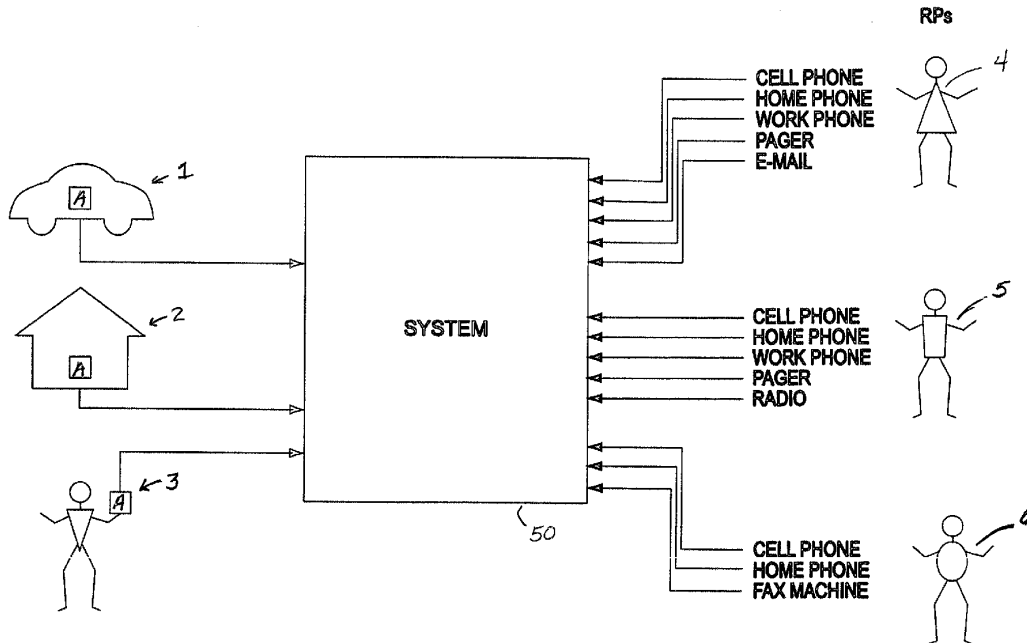 RPs
4
CELL PHONE
HOME PHONE
WORK PHONE
PAGER
E-MAIL
1
A
2
A
3
A
SYSTEM
50
5
CELL PHONE
HOME PHONE
WORK PHONE
PAGER
RADIO
6
CELL PHONE
HOME PHONE
FAX MACHINE